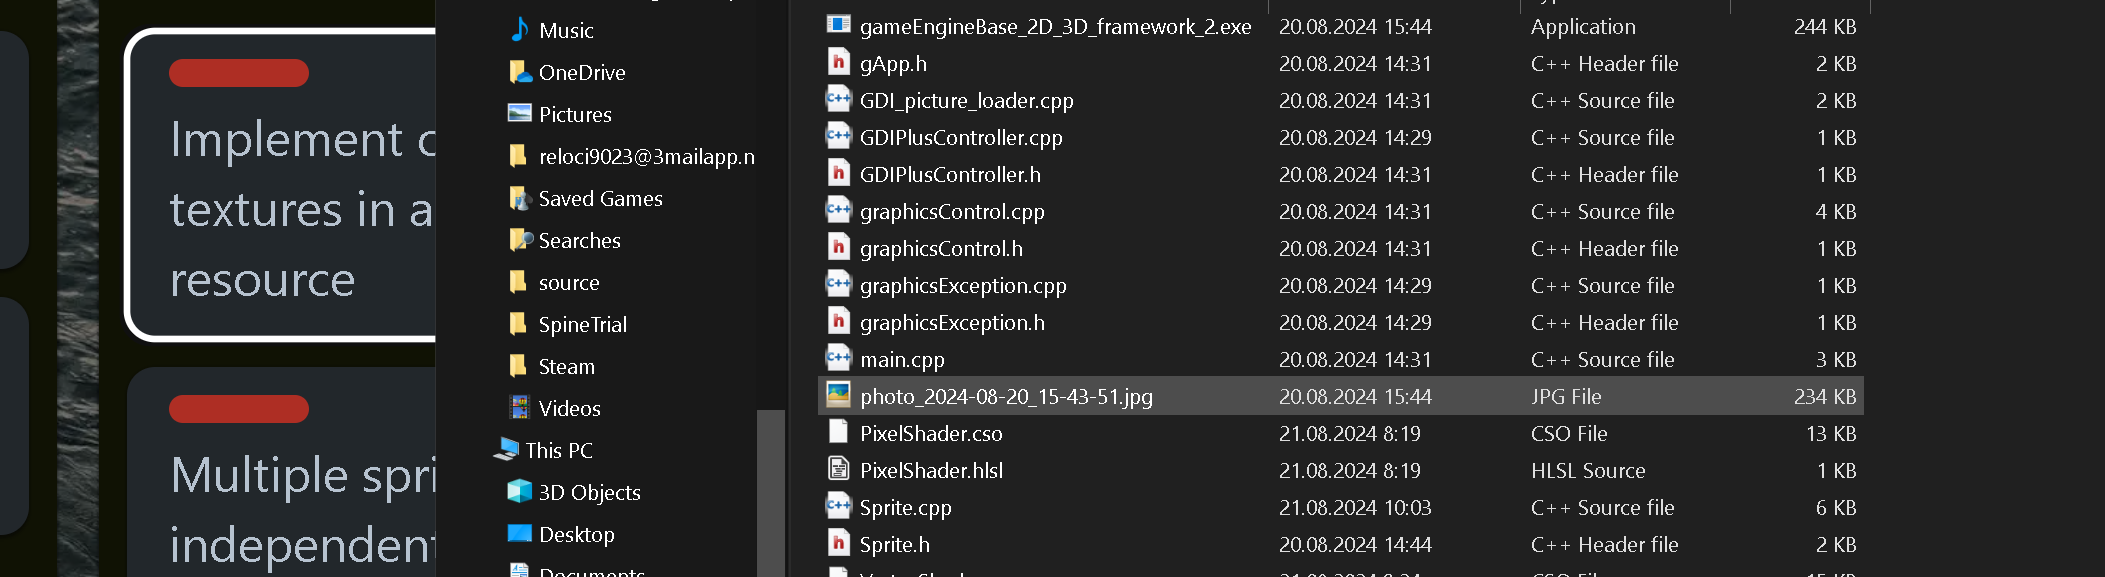 Implement
textures in a
resource
Multiple
independent
Music
OneDrive
Pictures
reloci9023@3mailapp.n
Saved Games
Searches
source
SpineTrial
Steam
Videos
This PC
3D Objects
Desktop
Documents
gameEngineBase_2D_3D_framework_2.exe 20.08.2024 15:44 Application 244 KB
gApp.h 20.08.2024 14:31 C++ Header file 2 KB
GDI_picture_loader.cpp 20.08.2024 14:31 C++ Source file 2 KB
GDIPlusController.cpp 20.08.2024 14:29 C++ Source file 1 KB
GDIPlusController.h 20.08.2024 14:31 C++ Header file 1 KB
graphicsControl.cpp 20.08.2024 14:31 C++ Source file 4 KB
graphicsControl.h 20.08.2024 14:31 C++ Header file 1 KB
graphicsException.cpp 20.08.2024 14:29 C++ Source file 1 KB
graphicsException.h 20.08.2024 14:29 C++ Header file 1 KB
main.cpp 20.08.2024 14:31 C++ Source file 3 KB
photo_2024-08-20_15-43-51.jpg 20.08.2024 15:44 JPG File 234 KB
PixelShader.cso 21.08.2024 8:19 CSO File 13 KB
PixelShader.hlsl 21.08.2024 8:19 HLSL Source 1 KB
Sprite.cpp 21.08.2024 10:03 C++ Source file 6 KB
Sprite.h 20.08.2024 14:44 C++ Header file 2 KB